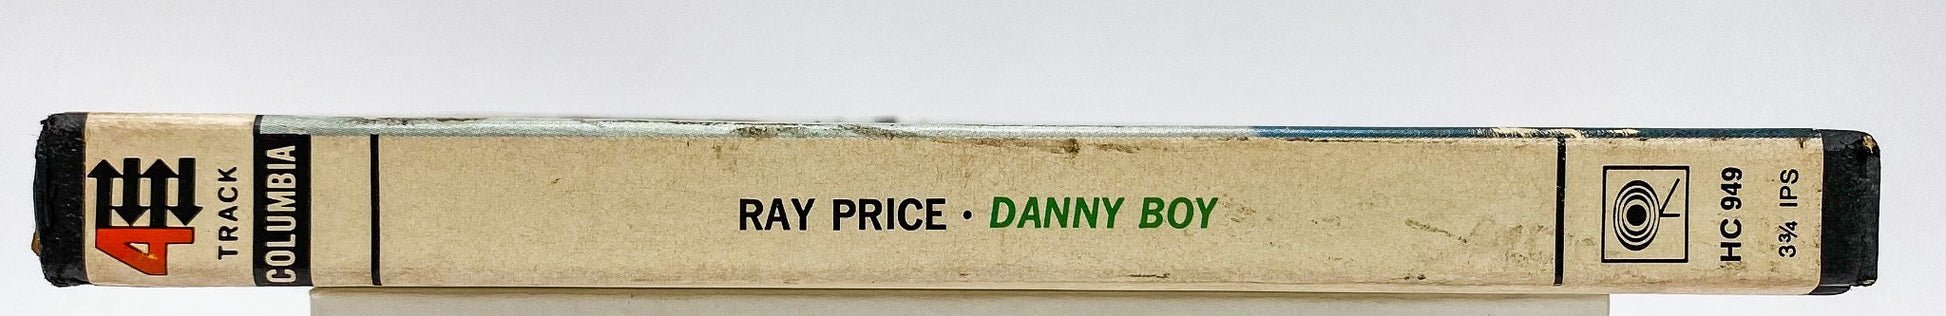 4
TRACK
COLUMBIA
RAY PRICE · DANNY BOY
HC 949
3¾ IPS